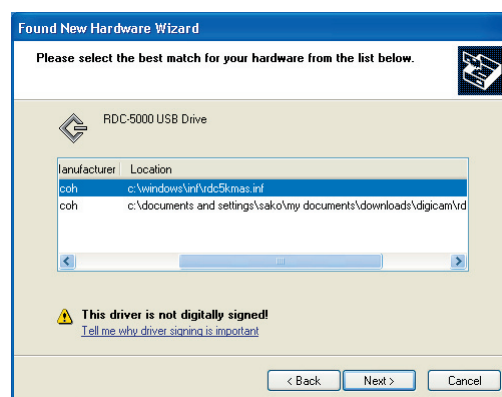 Found New Hardware Wizard
Please select the best match for your hardware from the list below.
RDC-5000 USB Drive
lanufacturer Location
coh c:\windows\inf\rdc5kmas.inf
coh c:\documents and settings\sako\my documents\downloads\digicam\rd
This driver is not digitally signed!
Tell me why driver signing is important
< Back Next > Cancel